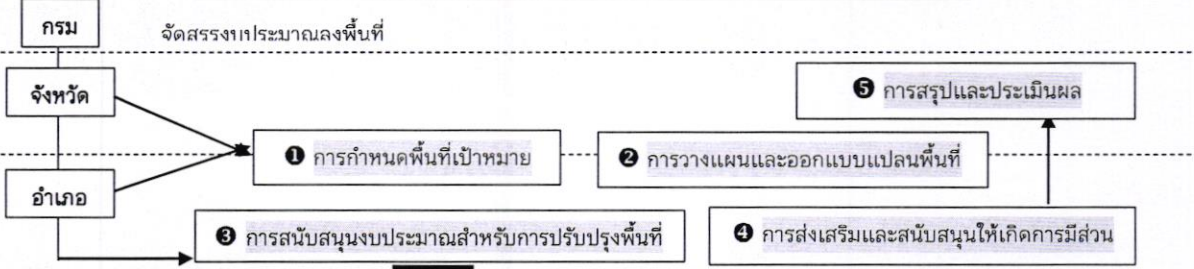 กรม
จัดสรรงบประมาณลงพื้นที่
จังหวัด
❺ การสรุปและประเมินผล
❶ การกำหนดพื้นที่เป้าหมาย
❷ การวางแผนและออกแบบแปลนพื้นที่
อำเภอ
❸ การสนับสนุนงบประมาณสำหรับการปรับปรุงพื้นที่
❹ การส่งเสริมและสนับสนุนให้เกิดการมีส่วน